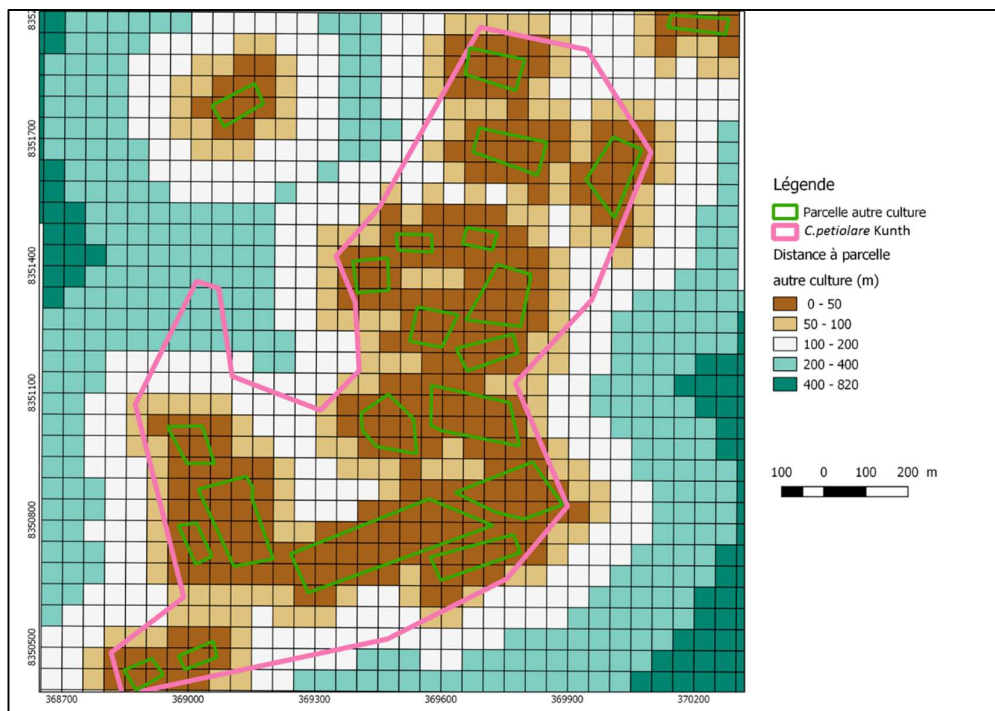 8352
8351700
8351400
8351100
8350800
8350500
368700 369000 369300 369600 369900 370200
Légende
Parcelle autre culture
C.petiolare Kunth
Distance à parcelle
autre culture (m)
0 - 50
50 - 100
100 - 200
200 - 400
400 - 820
100 0 100 200 m